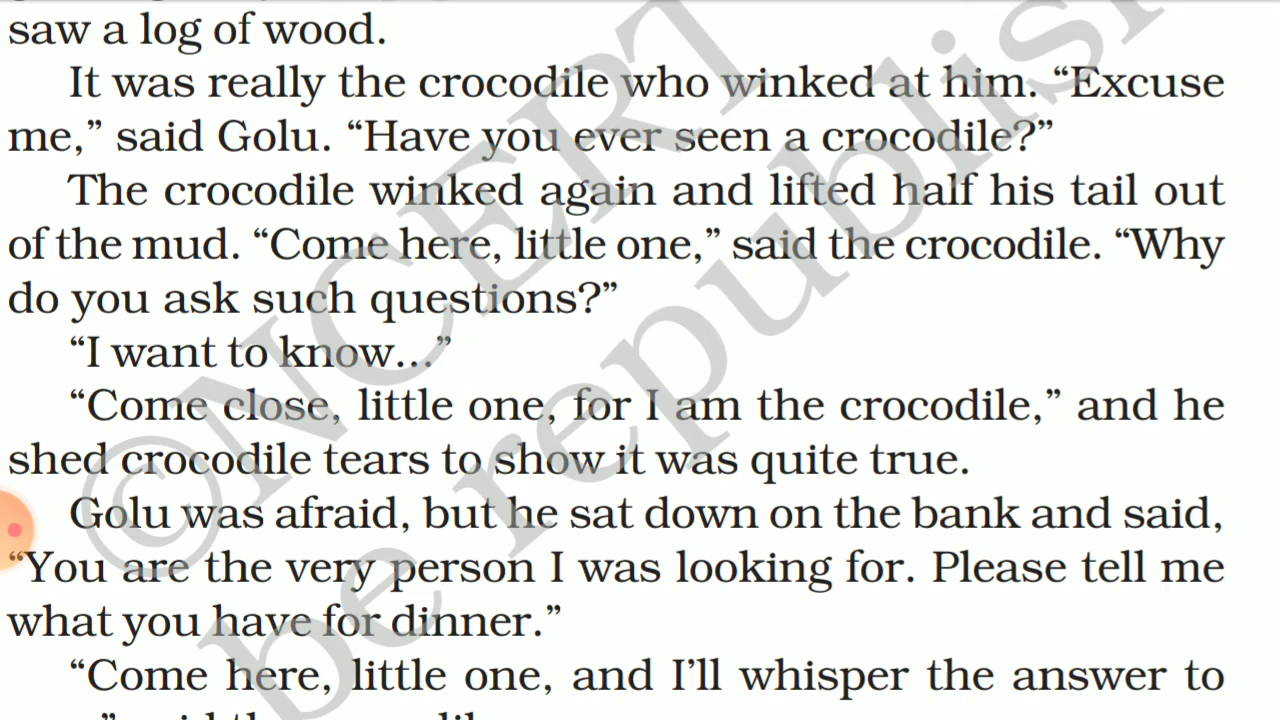 saw a log of wood.
It was really the crocodile who winked at him. “Excuse
me,” said Golu. “Have you ever seen a crocodile?”
The crocodile winked again and lifted half his tail out
of the mud. “Come here, little one,” said the crocodile. “Why
do you ask such questions?”
“I want to know...”
“Come close, little one, for I am the crocodile,” and he
shed crocodile tears to show it was quite true.
Golu was afraid, but he sat down on the bank and said,
“You are the very person I was looking for. Please tell me
what you have for dinner.”
“Come here, little one, and I’ll whisper the answer to
©NCERT
be republish